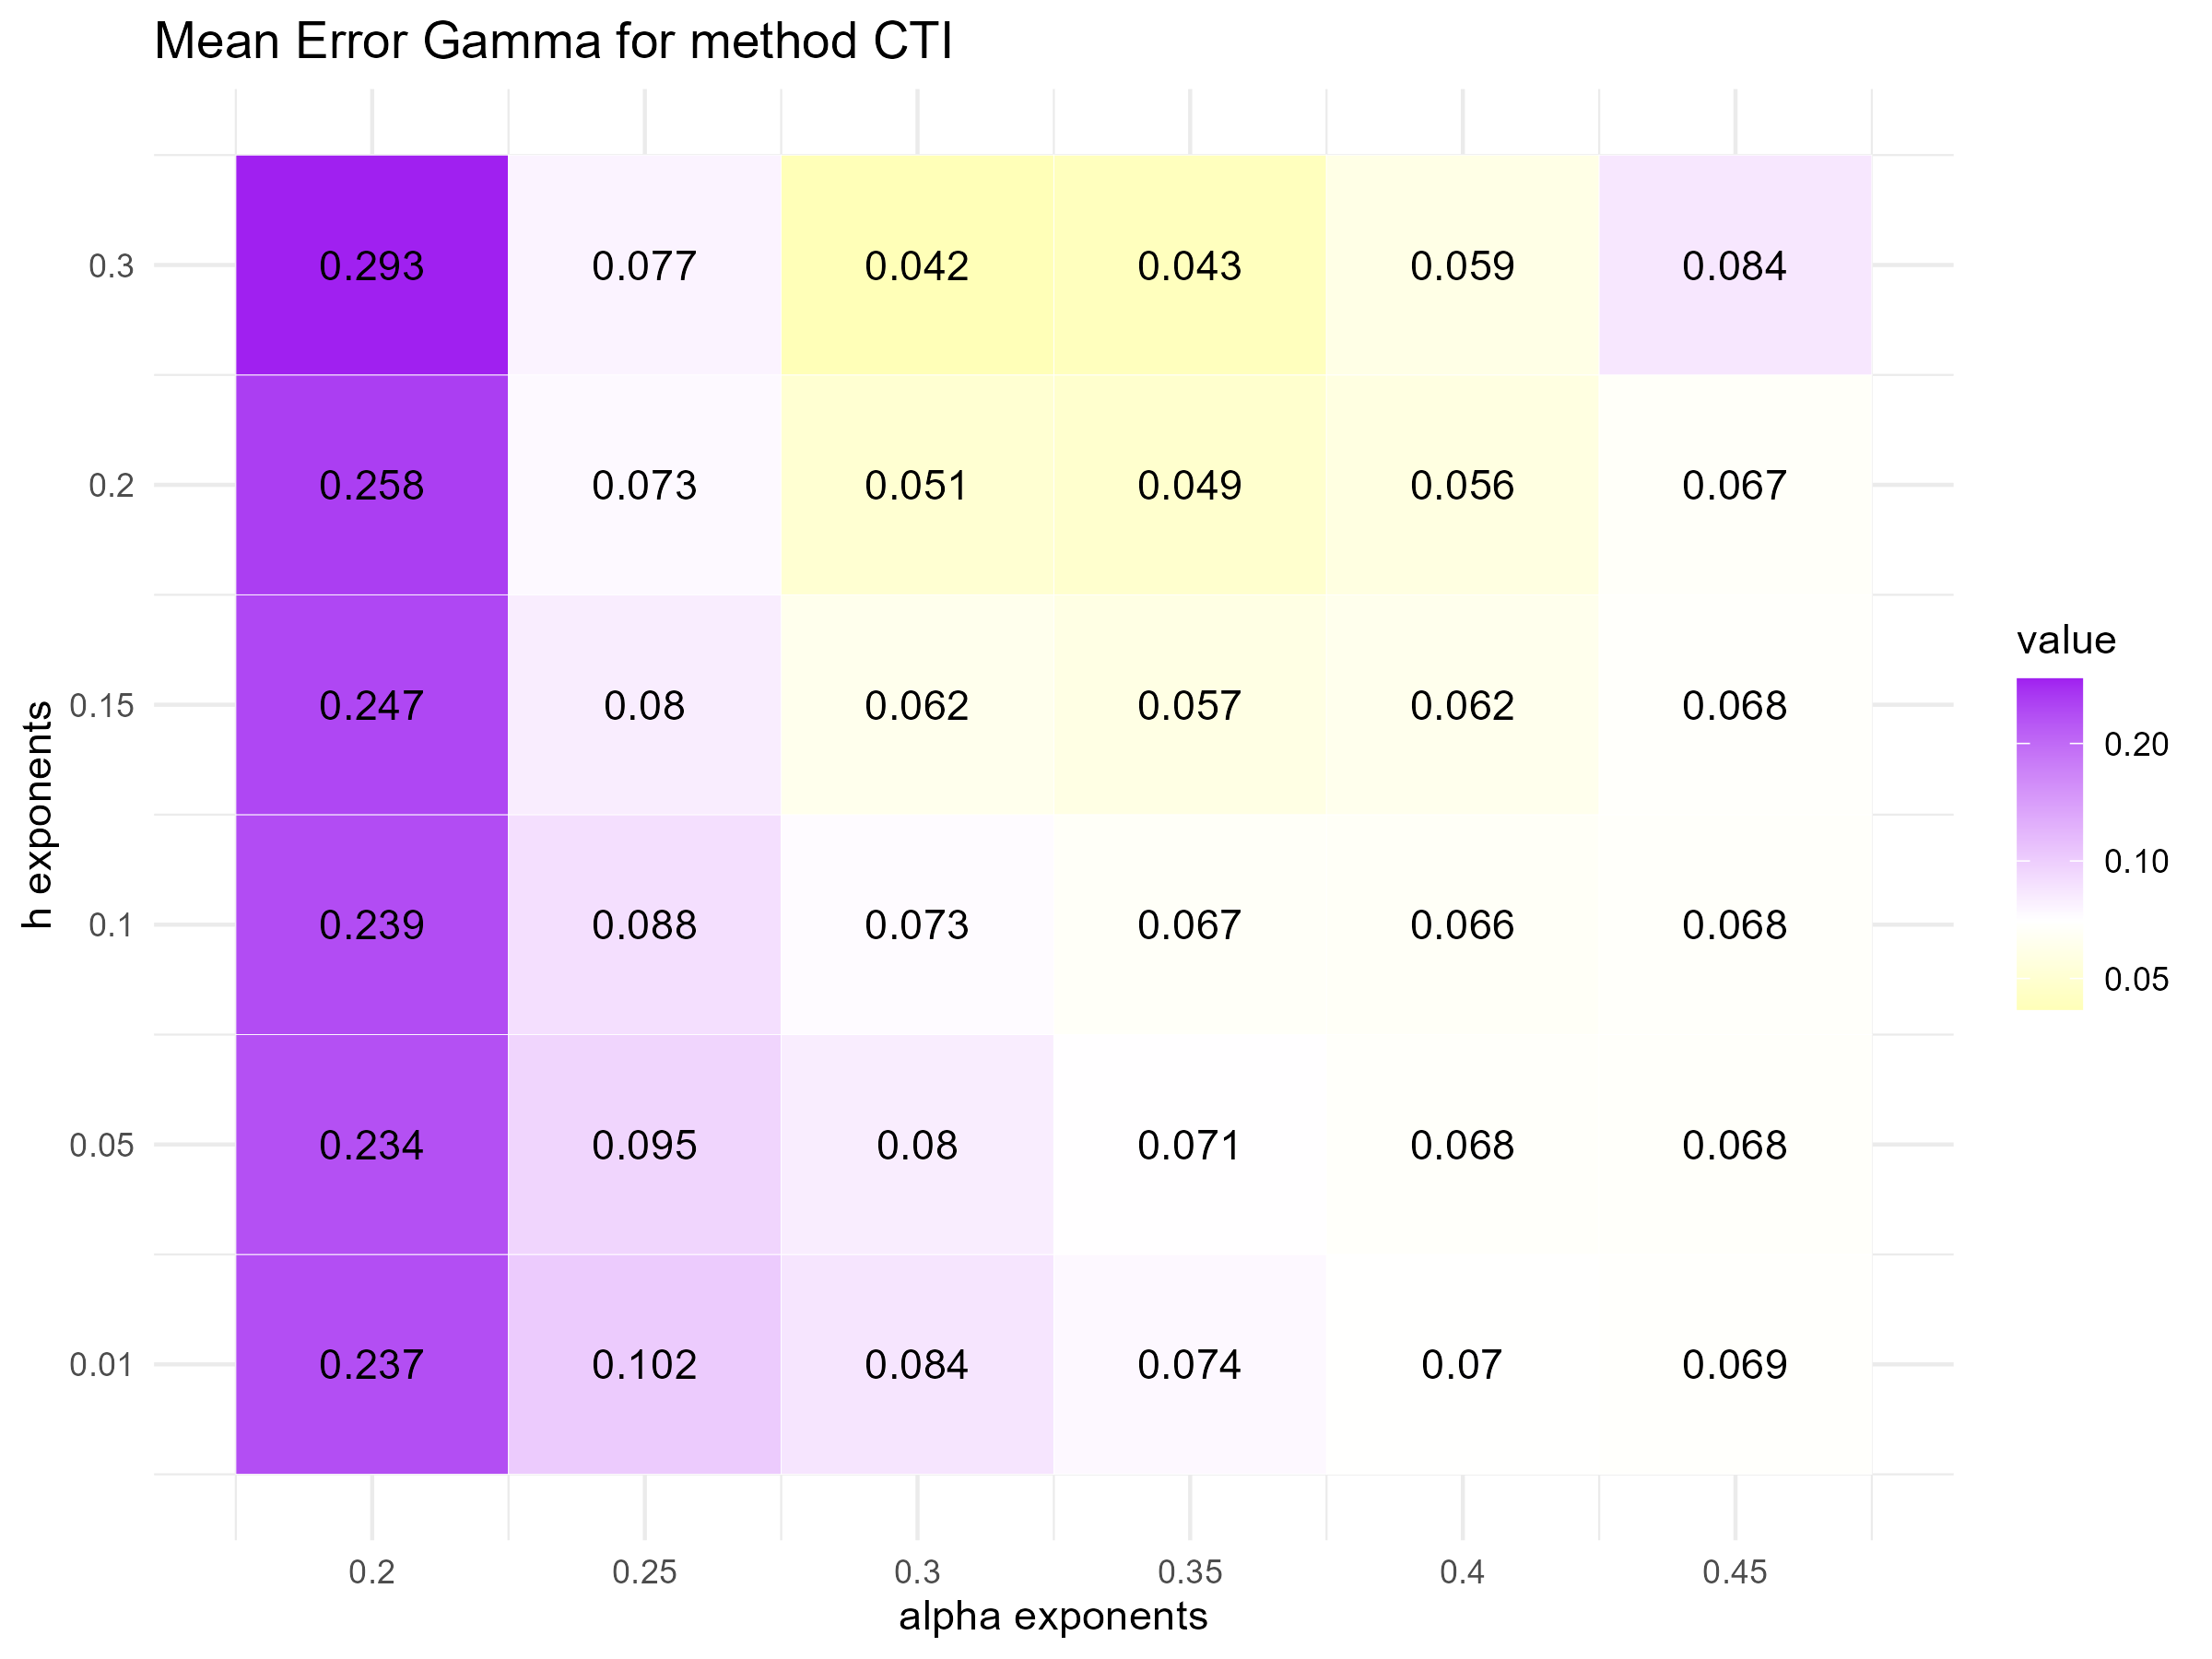 Mean Error Gamma for method CTI
0.3 0.293 0.077 0.042 0.043 0.059 0.084
0.2 0.258 0.073 0.051 0.049 0.056 0.067
0.15 0.247 0.08 0.062 0.057 0.062 0.068
0.1 0.239 0.088 0.073 0.067 0.066 0.068
0.05 0.234 0.095 0.08 0.071 0.068 0.068
0.01 0.237 0.102 0.084 0.074 0.07 0.069
h exponents
0.2 0.25 0.3 0.35 0.4 0.45
alpha exponents
value
0.20
0.10
0.05